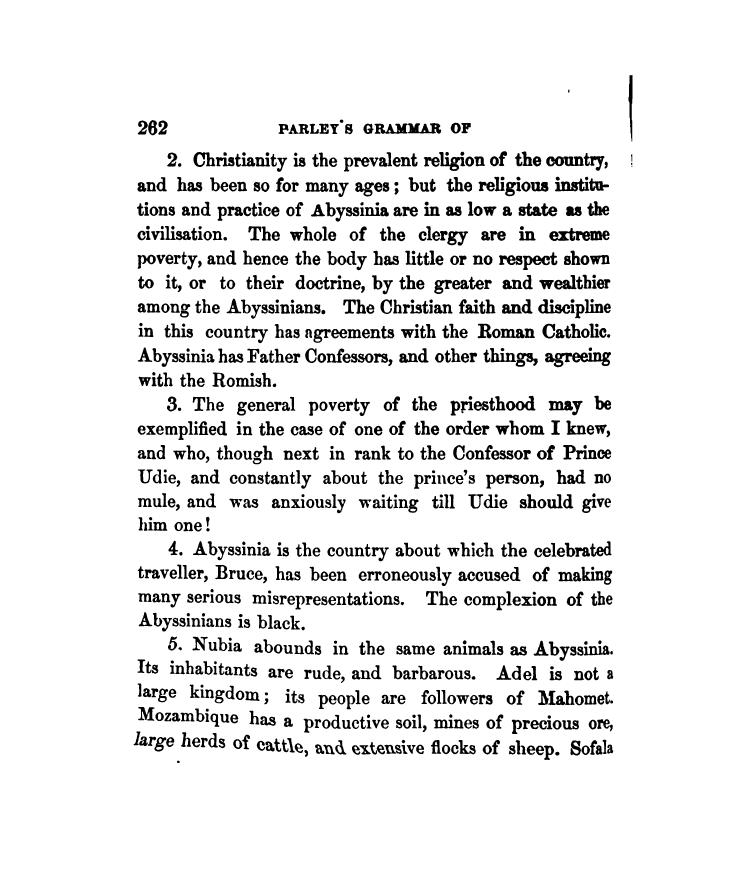 262 PARLEY'S GRAMMAR OF
2. Christianity is the prevalent religion of the country,
and has been so for many ages; but the religious institu-
tions and practice of Abyssinia are in as low a state as the
civilisation. The whole of the clergy are in extreme
poverty, and hence the body has little or no respect shown
to it, or to their doctrine, by the greater and wealthier
among the Abyssinians. The Christian faith and discipline
in this country has agreements with the Roman Catholic.
Abyssinia has Father Confessors, and other things, agreeing
with the Romish.
3. The general poverty of the priesthood may be
exemplified in the case of one of the order whom I knew,
and who, though next in rank to the Confessor of Prince
Udie, and constantly about the prince's person, had no
mule, and was anxiously waiting till Udie should give
him one!
4. Abyssinia is the country about which the celebrated
traveller, Bruce, has been erroneously accused of making
many serious misrepresentations. The complexion of the
Abyssinians is black.
5. Nubia abounds in the same animals as Abyssinia.
Its inhabitants are rude, and barbarous. Adel is not a
large kingdom; its people are followers of Mahomet.
Mozambique has a productive soil, mines of precious ore,
large herds of cattle, and extensive flocks of sheep. Sofala